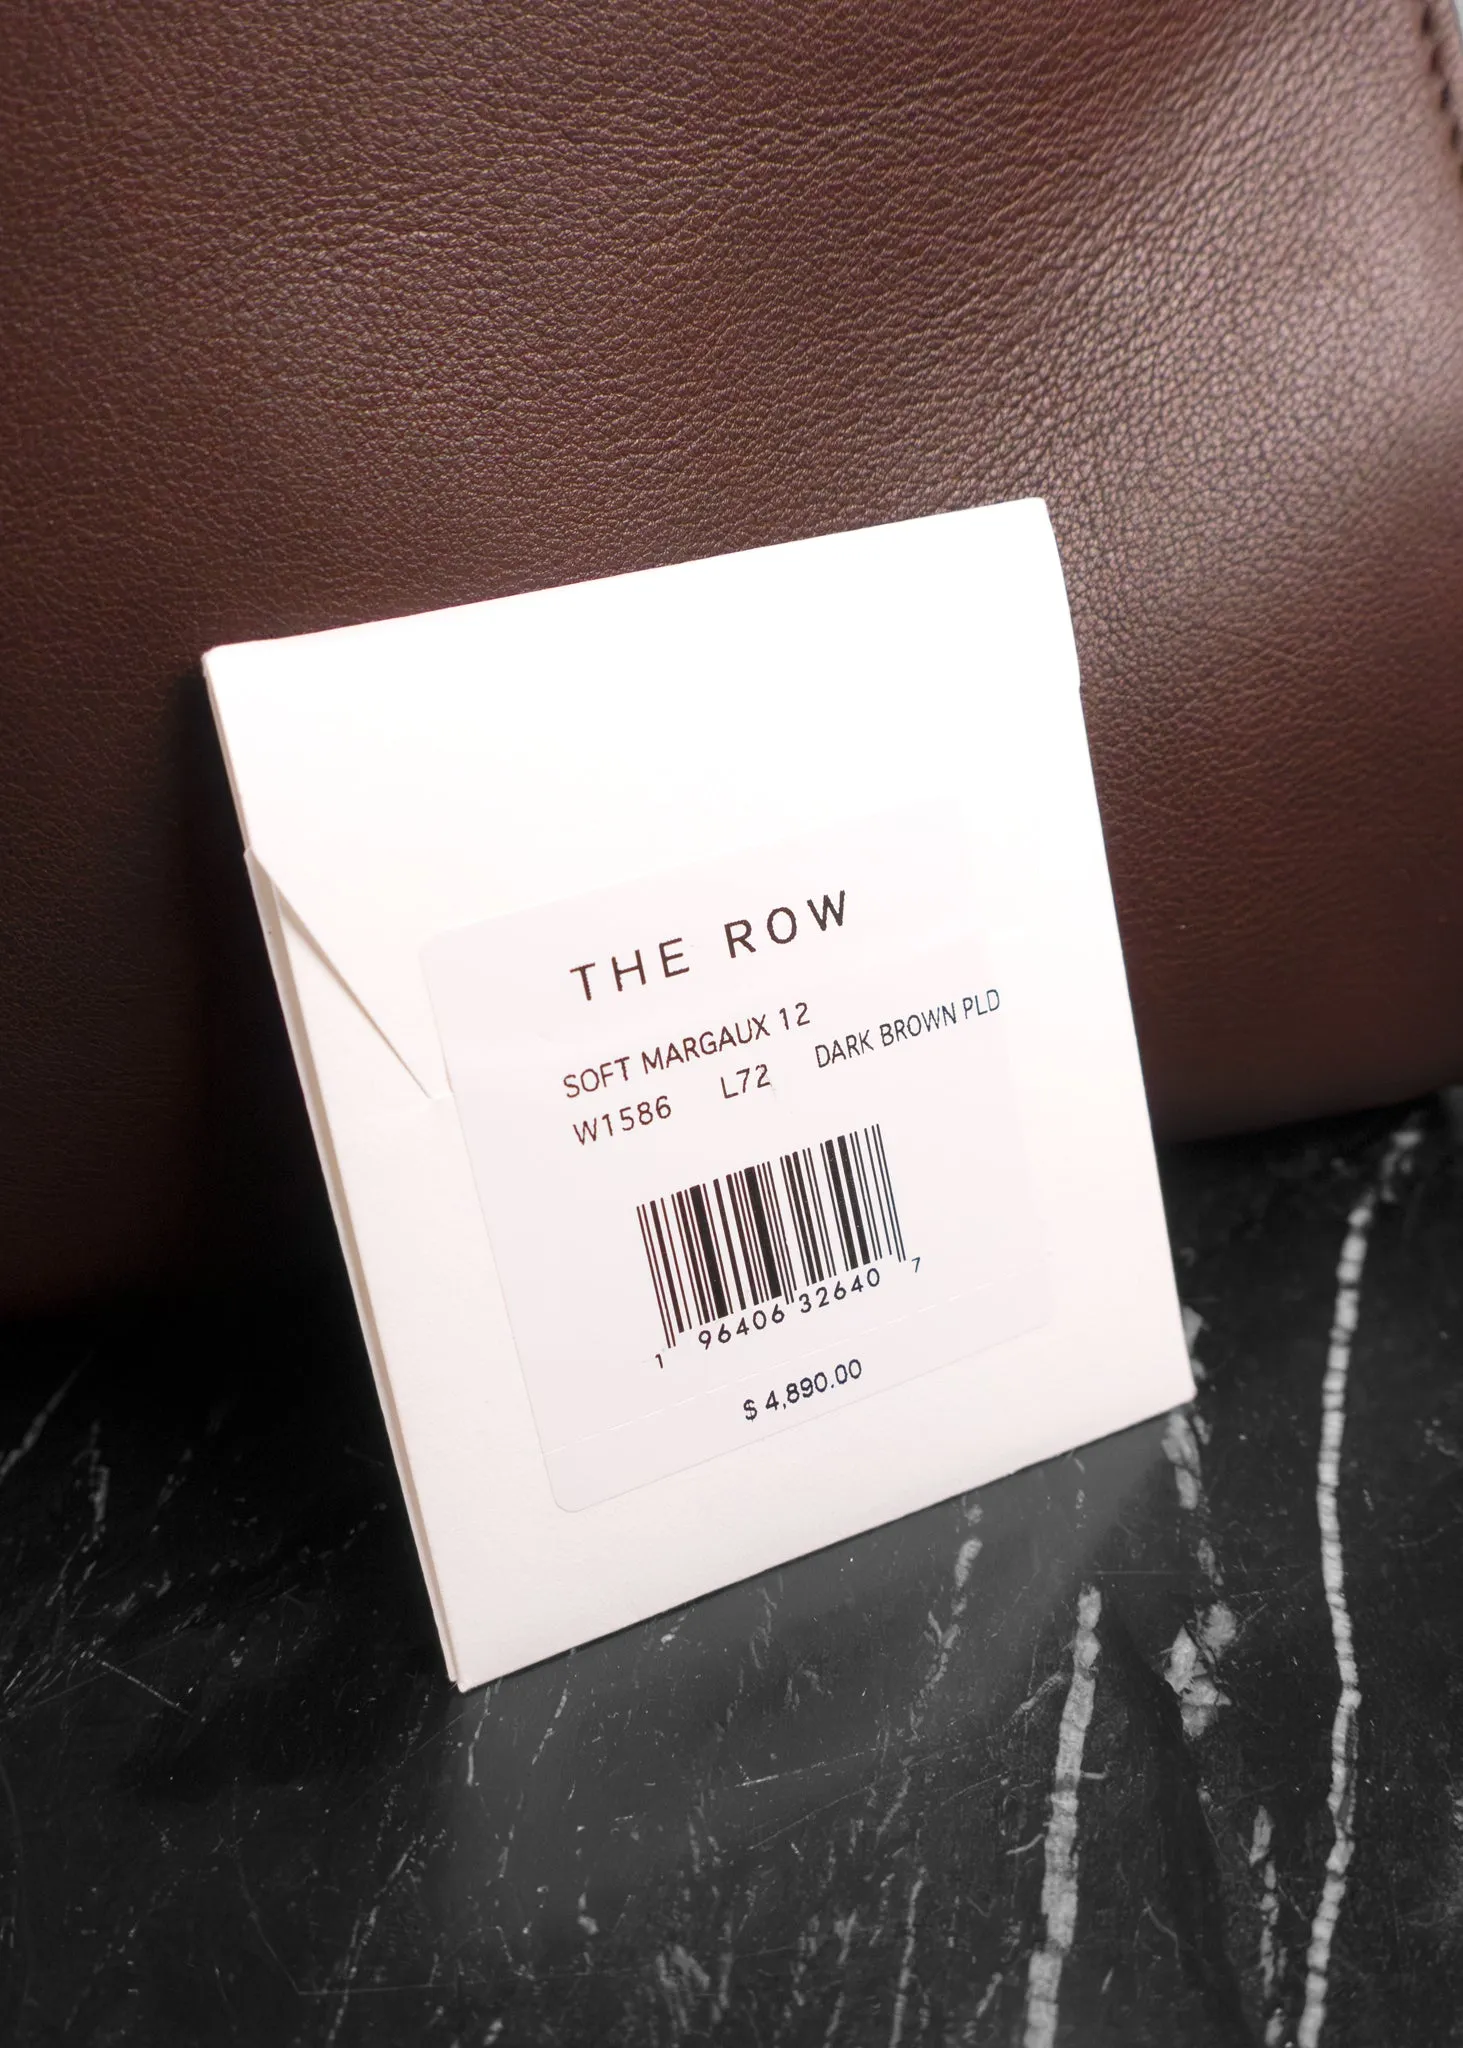 THE ROW
SOFT MARGAUX 12
W1586 L72 DARK BROWN PLD
1 96406 32640 7
$ 4,890.00